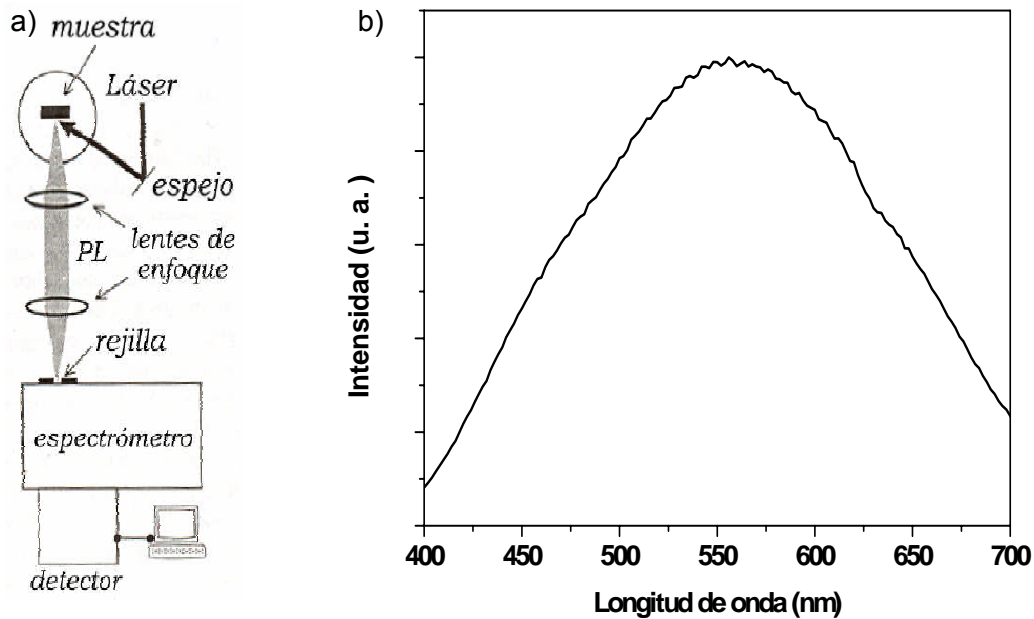 a)
muestra
Láser
espejo
PL
lentes de
enfoque
rejilla
espectrómetro
detector
b)
Intensidad (u. a.)
400 450 500 550 600 650 700
Longitud de onda (nm)